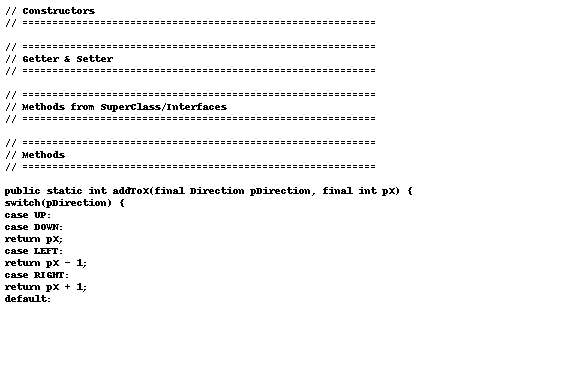 // Constructors
// ===========================================================

// ===========================================================
// Getter & Setter
// ===========================================================

// ===========================================================
// Methods from SuperClass/Interfaces
// ===========================================================

// ===========================================================
// Methods
// ===========================================================

public static int addToX(final Direction pDirection, final int pX) {
switch(pDirection) {
case UP:
case DOWN:
return pX;
case LEFT:
return pX - 1;
case RIGHT:
return pX + 1;
default: